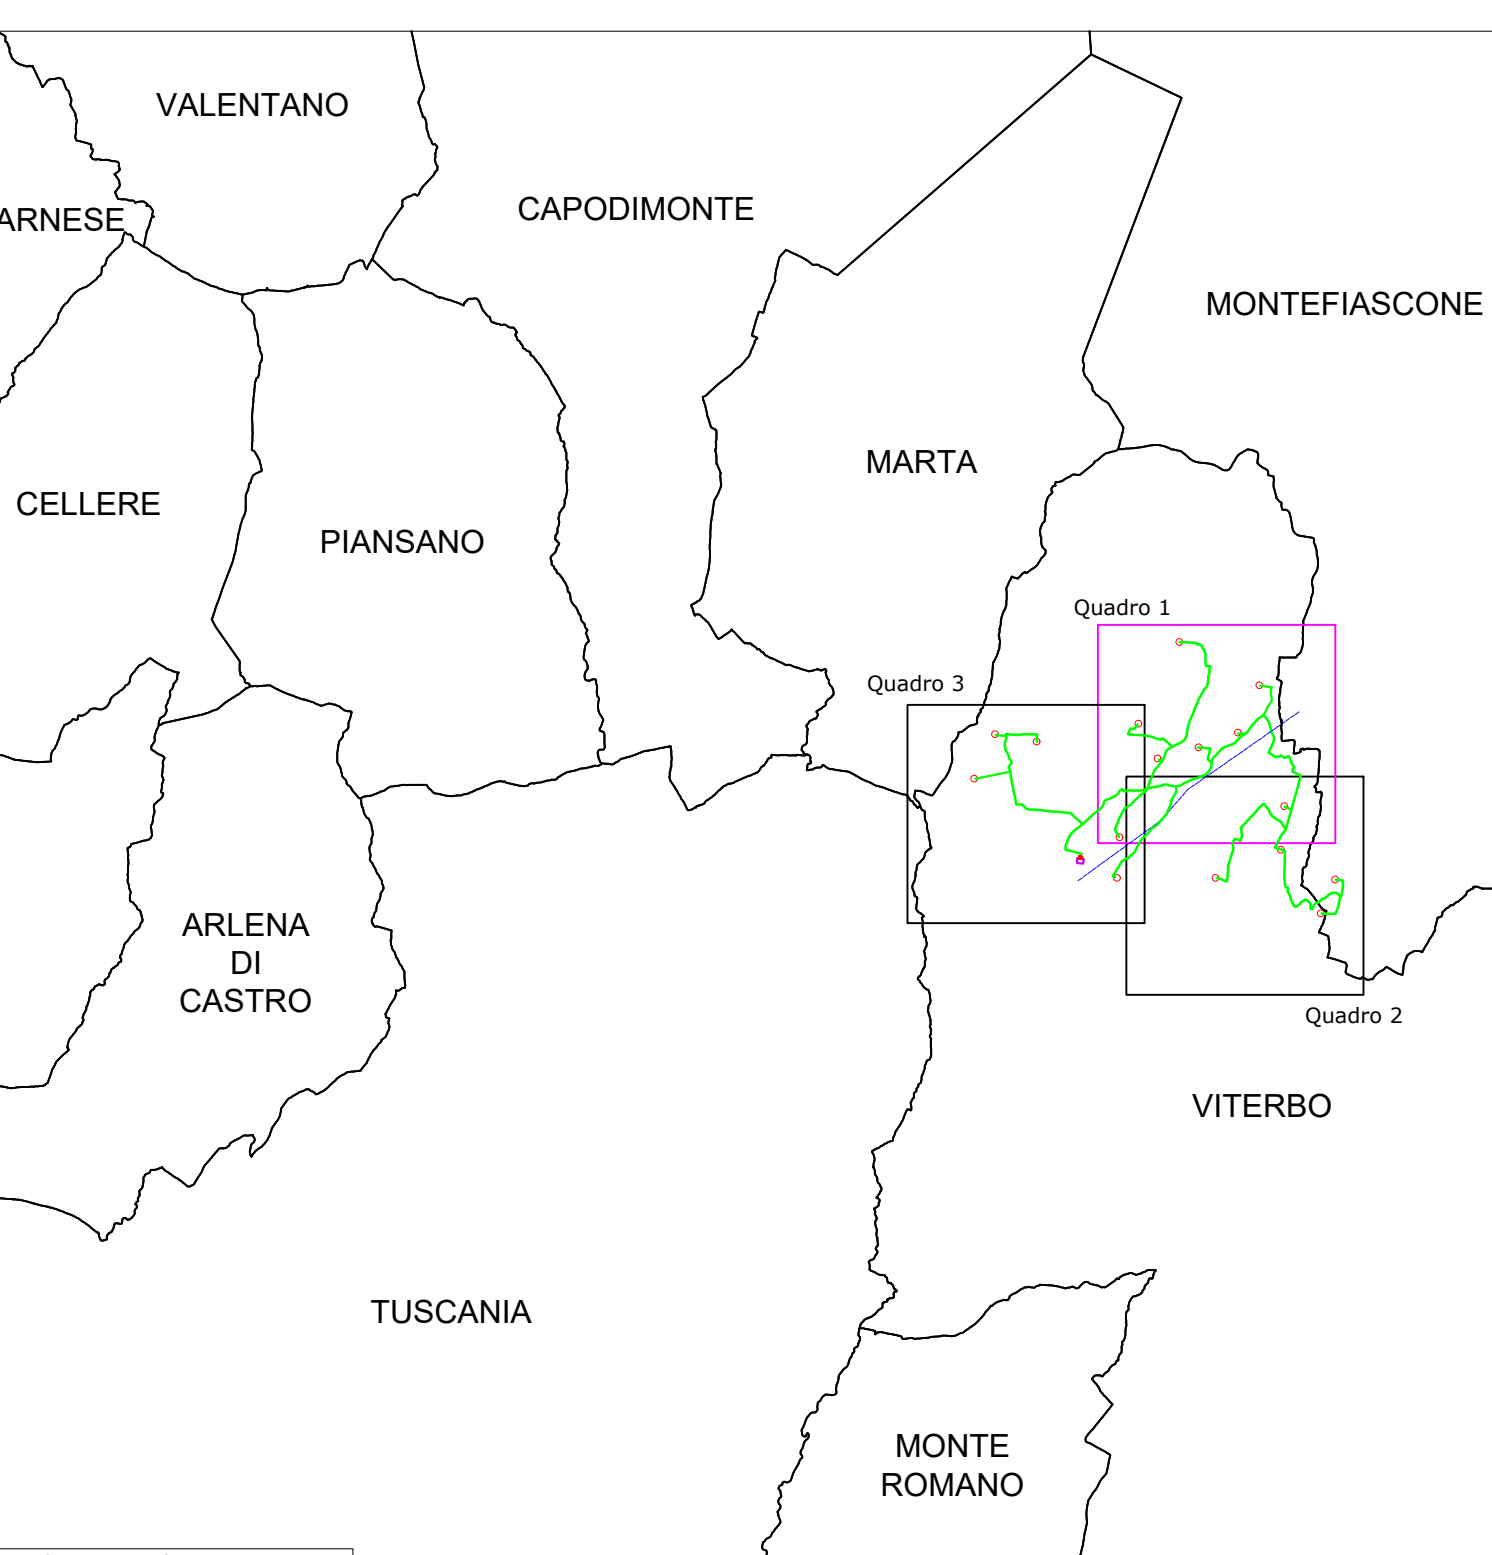 VALENTANO
CAPODIMONTE
ARNESE
MONTEFIASCONE
MARTA
CELLERE
PIANSANO
Quadro 1
Quadro 3
ARLENA
DI
CASTRO
Quadro 2
VITERBO
TUSCANIA
MONTE
ROMANO